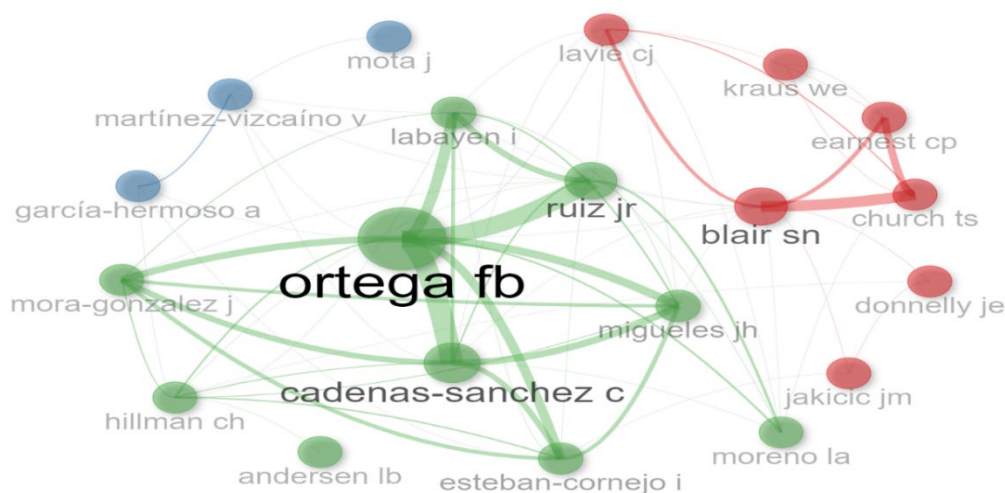 mota j
lavie cj
kraus we
martínez-vizcaíno v
labayen i
earnest cp
garcía-hermoso a
ruiz jr
blair sn
church ts
ortega fb
mora-gonzalez j
migueles jh
donnelly je
cadenas-sanchez c
jakicic jm
hillman ch
andersen lb
esteban-cornejo i
moreno la